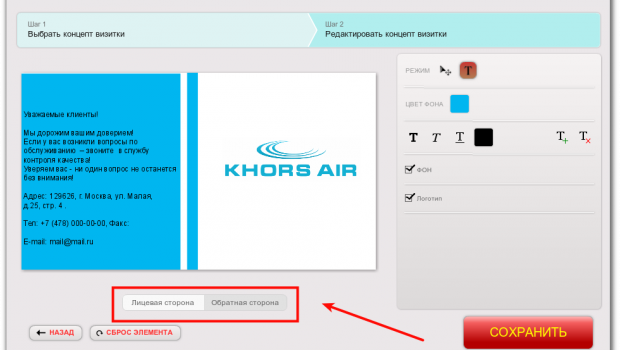 Шаг 1
Выбрать концепт визитки
Шаг 2
Редактировать концепт визитки
Уважаемые клиенты!
Мы дорожим вашим доверием!
Если у вас возникли вопросы по
обслуживанию – звоните в службу
контроля качества!
Уверяем вас - ни один вопрос не останется
без внимания!
Адрес: 129626, г. Москва, ул. Малая,
д.25, стр. 4
Тел: +7 (478) 000-00-00, Факс:
E-mail: mail@mail.ru
KHORS AIR
РЕЖИМ
T
ЦВЕТ ФОНА
T T T T+ Tx
ФОН
Логотип
Лицевая сторона Обратная сторона
НАЗАД СБРОС ЭЛЕМЕНТА
СОХРАНИТЬ